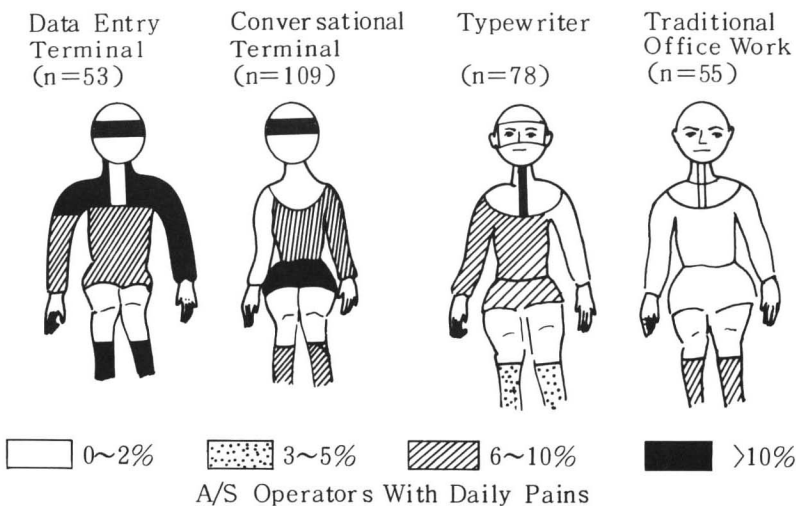 Data Entry Terminal (n=53)
Conversational Terminal (n=109)
Typewriter (n=78)
Traditional Office Work (n=55)
0~2%
3~5%
6~10%
>10%
A/S Operators With Daily Pains